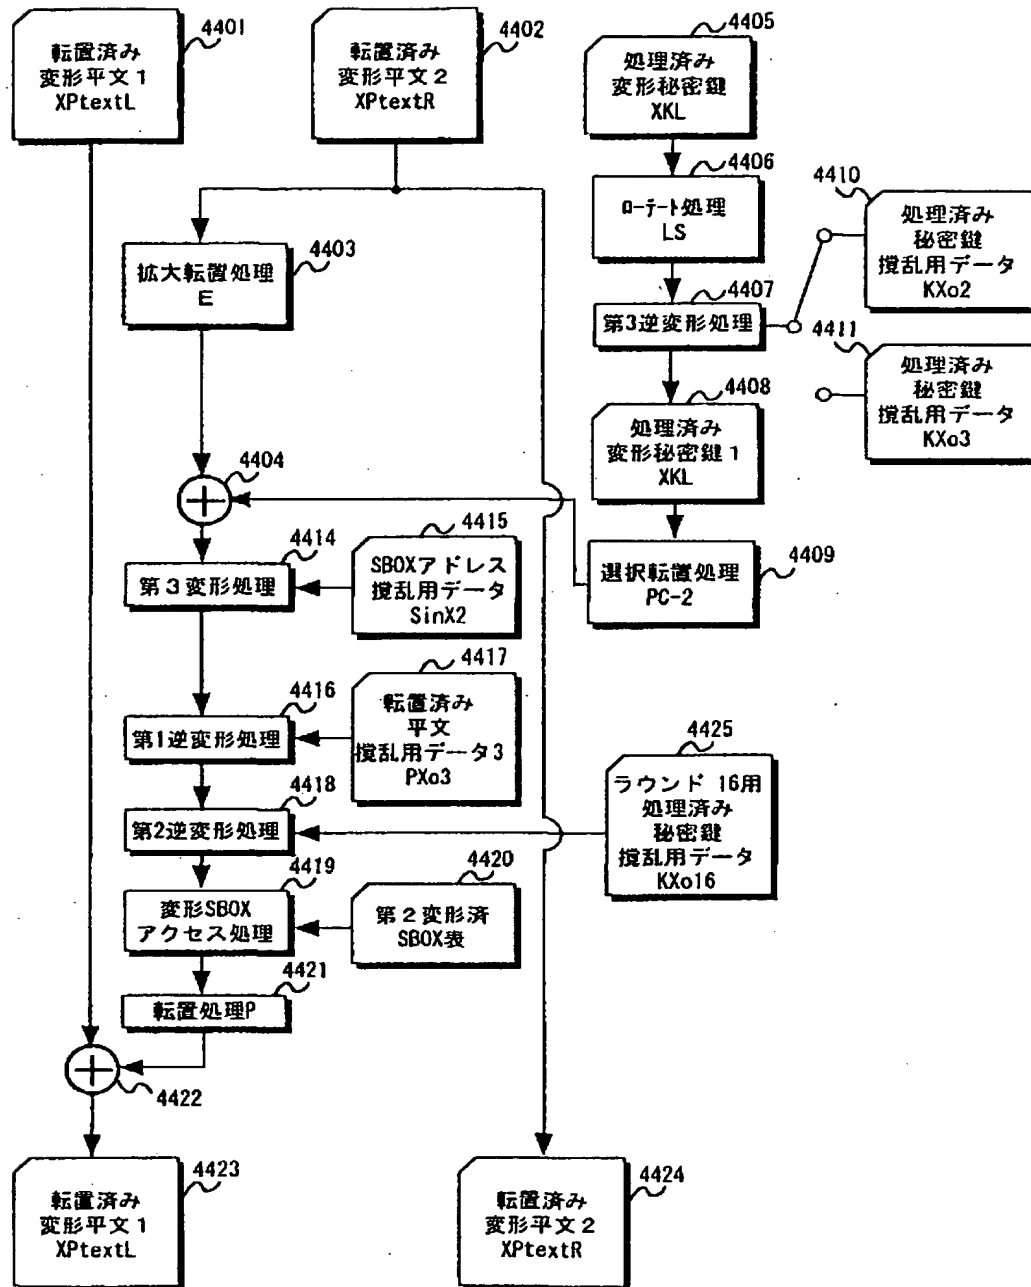 4401
転置済み
変形平文1
XPtextL
4402
転置済み
変形平文2
XPtextR
4405
処理済み
変形秘密鍵
XKL
4406
ローテート処理
LS
4410
処理済み
秘密鍵
撹乱用データ
KXo2
4403
拡大転置処理
E
4407
第3逆変形処理
4411
処理済み
秘密鍵
撹乱用データ
KXo3
4408
処理済み
変形秘密鍵1
XKL
4404
4409
選択転置処理
PC-2
4414
第3変形処理
4415
SBOXアドレス
撹乱用データ
SinX2
4416
第1逆変形処理
4417
転置済み
平文
撹乱用データ3
PXo3
4418
第2逆変形処理
4425
ラウンド 16用
処理済み
秘密鍵
撹乱用データ
KXo16
4419
変形SBOX
アクセス処理
4420
第2変形済
SBOX表
4421
転置処理P
4422
4423
転置済み
変形平文1
XPtextL
4424
転置済み
変形平文2
XPtextR